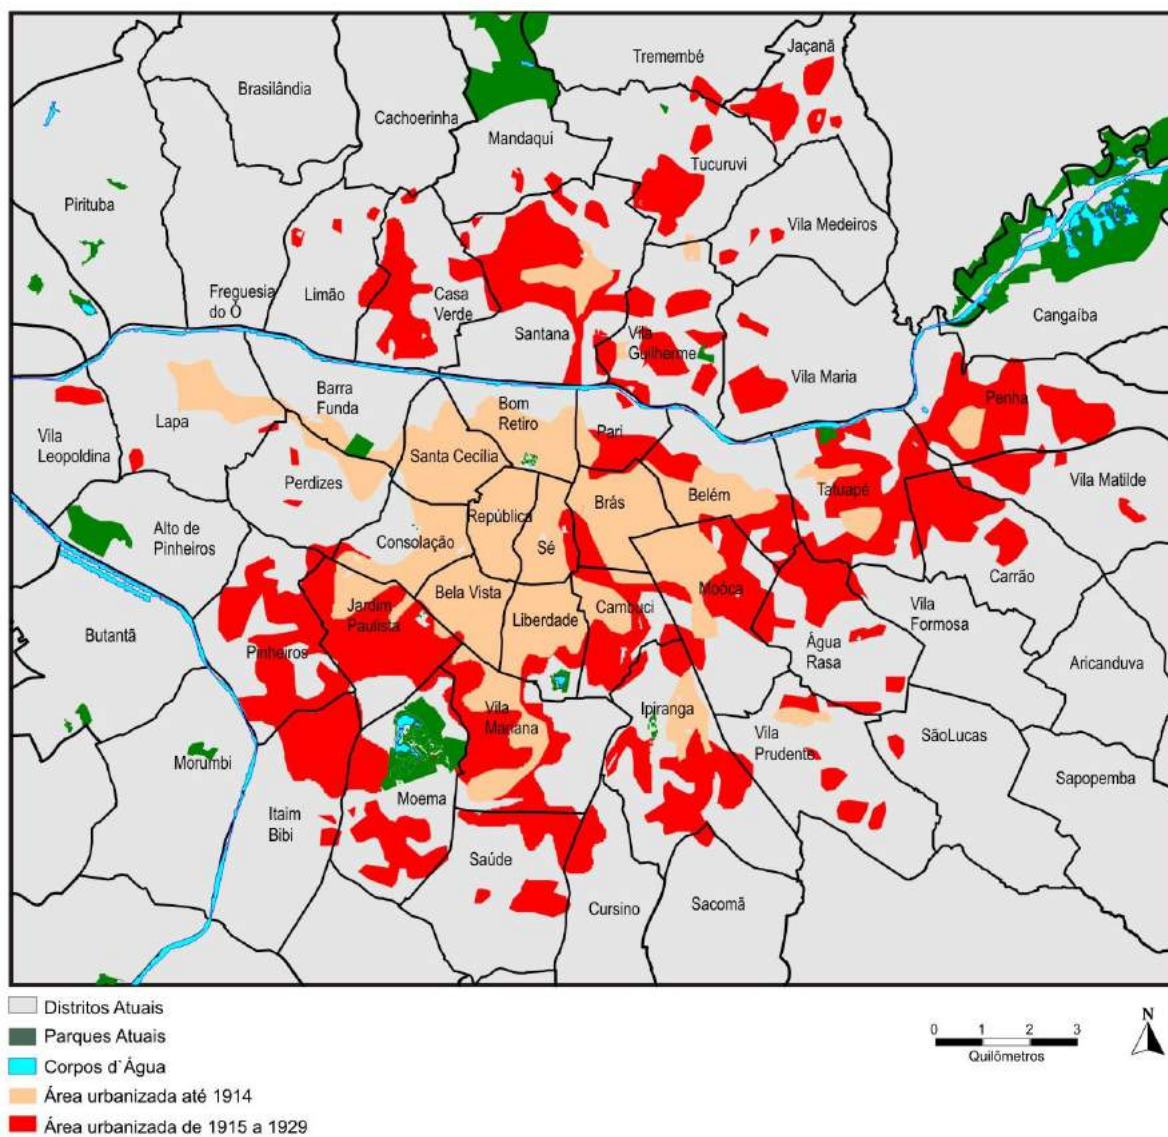 Jaçanã
Tremembé
Brasilândia
Cachoerinha
Mandaqui
Tucuruvi
Pirituba
Vila Medeiros
Freguesia
do Ó
Limão
Casa
Verde
Santana
Vila
Guilherme
Cangaíba
Vila Maria
Barra
Funda
Bom
Retiro
Penha
Lapa
Pari
Vila
Leopoldina
Santa Cecília
Perdizes
Belém
Tatuapé
Vila Matilde
Brás
República
Alto de
Pinheiros
Consolação
Sé
Carrão
Moóca
Bela Vista
Jardim
Paulista
Cambuci
Liberdade
Vila
Formosa
Butantã
Pinheiros
Água
Rasa
Aricanduva
Ipiranga
Vila
Mariana
Vila
Prudente
SãoLucas
Morumbi
Sapopemba
Moema
Itaim
Bibi
Saúde
Cursino
Sacomã
Distritos Atuais
Parques Atuais
Corpos d`Água
Área urbanizada até 1914
Área urbanizada de 1915 a 1929
0 1 2 3
Quilômetros
N